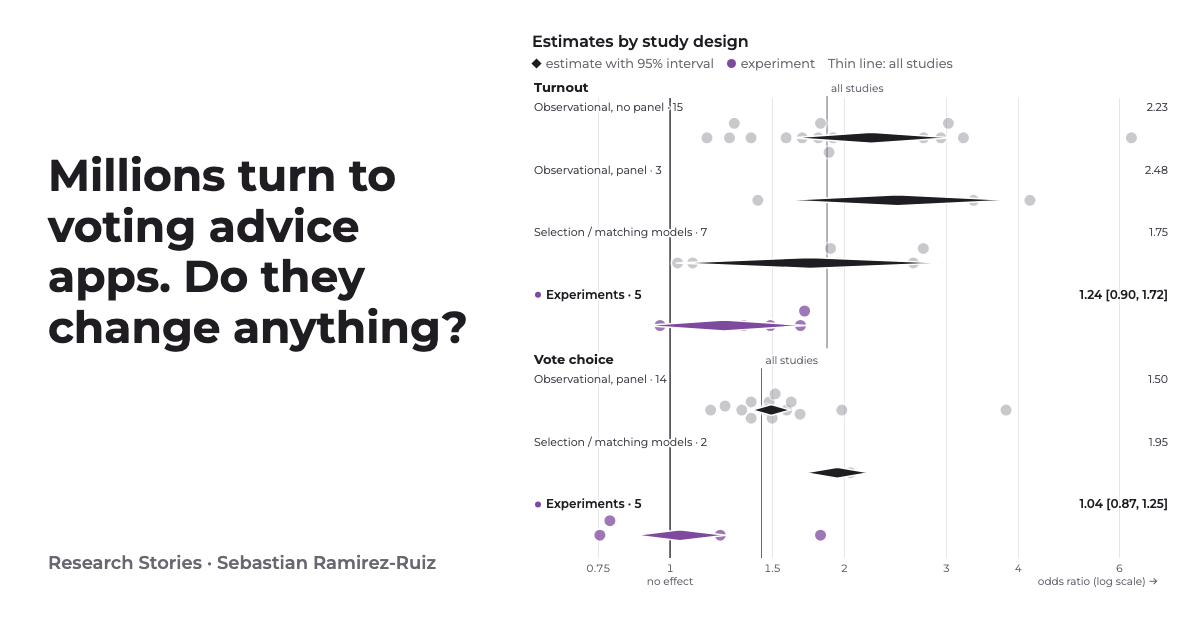 Millions turn to
voting advice
apps. Do they
change anything?
Research Stories · Sebastian Ramirez-Ruiz
Estimates by study design
estimate with 95% interval experiment Thin line: all studies
Turnout
all studies
Observational, no panel · 15 2.23
Observational, panel · 3 2.48
Selection / matching models · 7 1.75
Experiments · 5 1.24 [0.90, 1.72]
Vote choice
all studies
Observational, panel · 14 1.50
Selection / matching models · 2 1.95
Experiments · 5 1.04 [0.87, 1.25]
0.75 1 1.5 2 3 4 6
no effect odds ratio (log scale) →